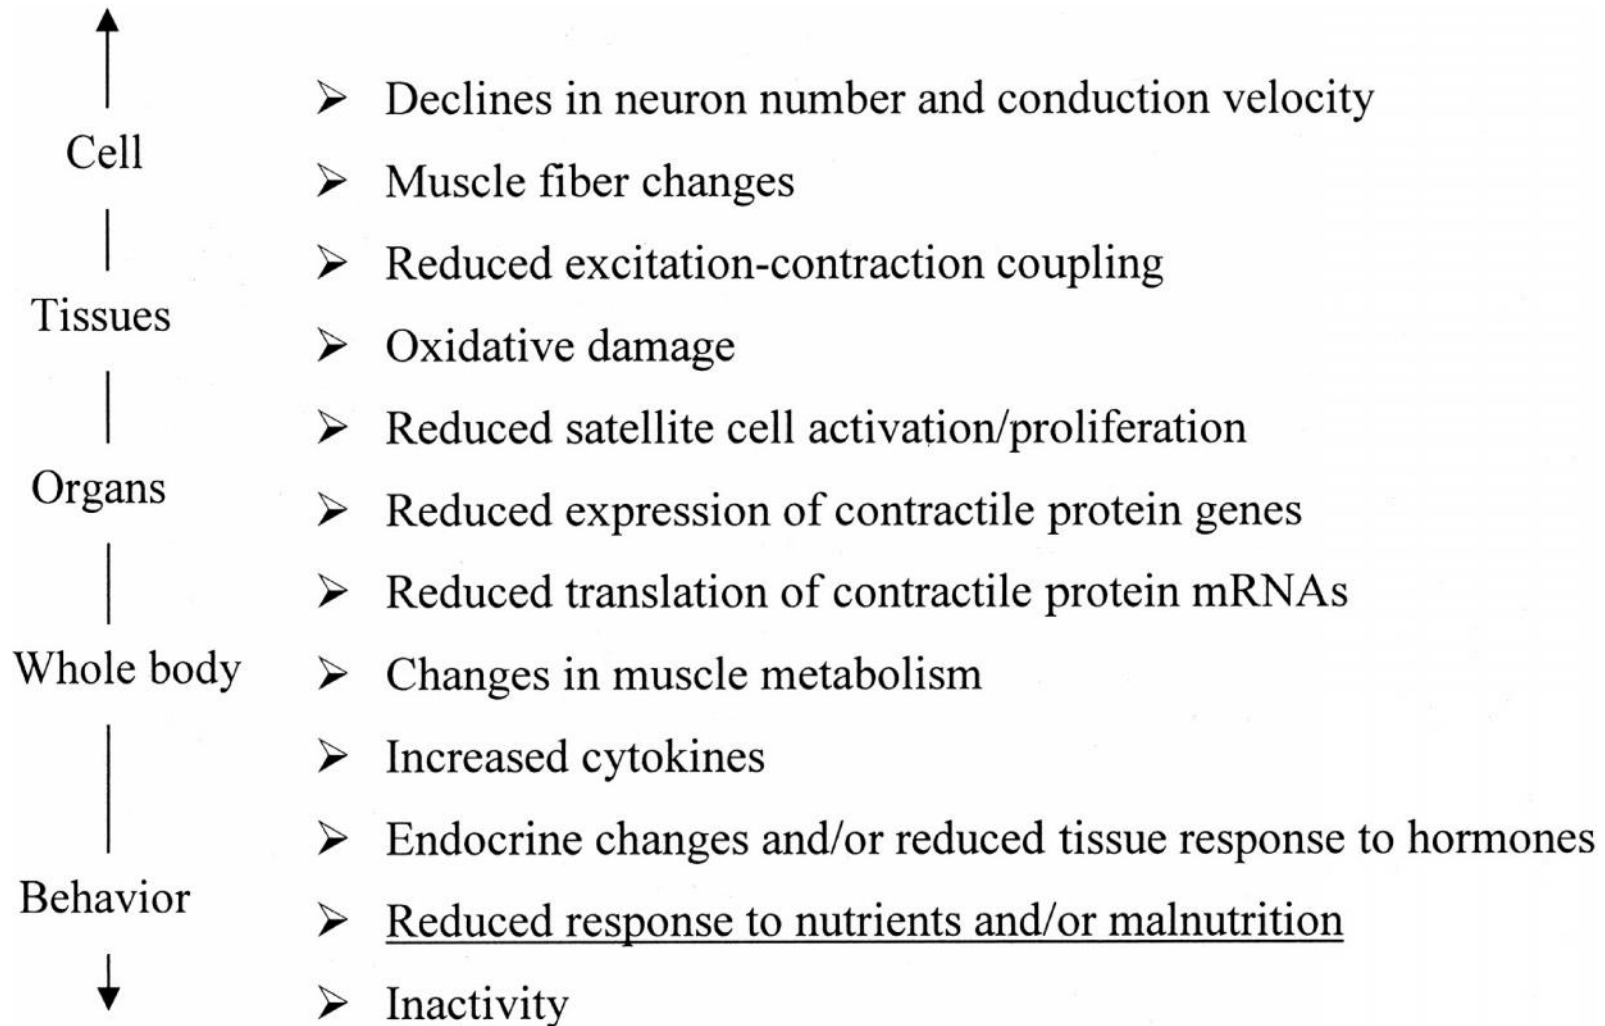 Cell
Tissues
Organs
Whole body
Behavior
➢ Declines in neuron number and conduction velocity
➢ Muscle fiber changes
➢ Reduced excitation-contraction coupling
➢ Oxidative damage
➢ Reduced satellite cell activation/proliferation
➢ Reduced expression of contractile protein genes
➢ Reduced translation of contractile protein mRNAs
➢ Changes in muscle metabolism
➢ Increased cytokines
➢ Endocrine changes and/or reduced tissue response to hormones
➢ Reduced response to nutrients and/or malnutrition
➢ Inactivity